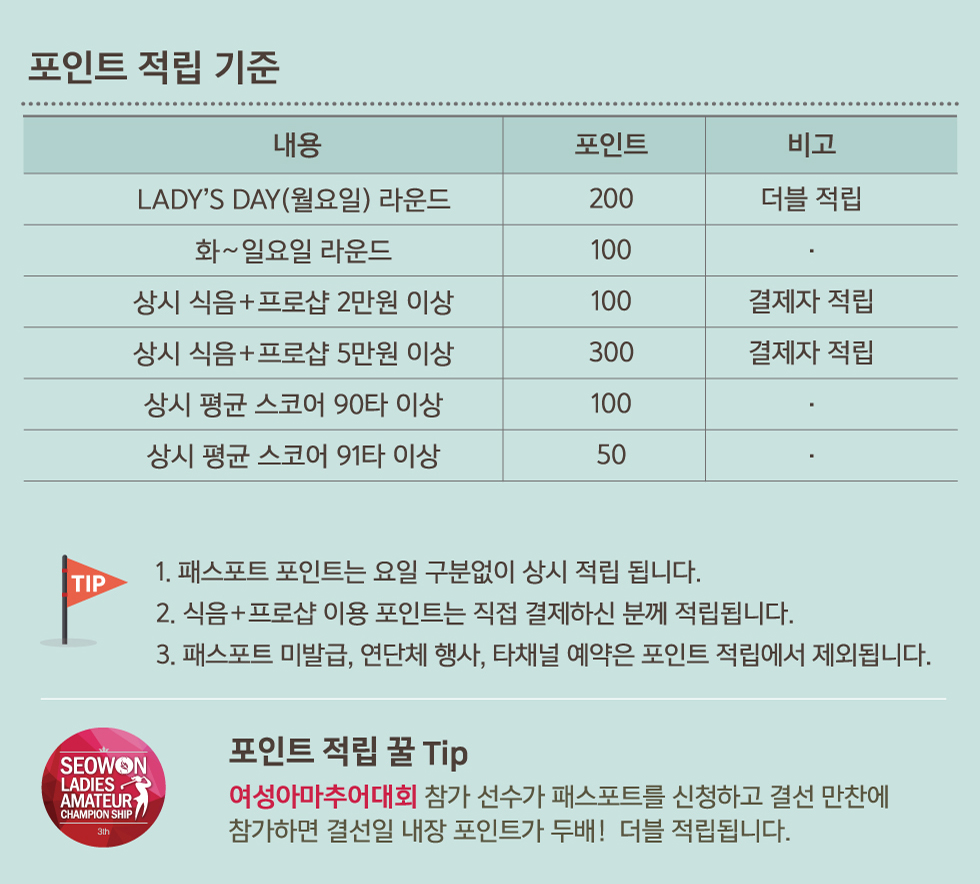 포인트 적립 기준
내용 포인트 비고
LADY'S DAY(월요일) 라운드 200 더블 적립
화~일요일 라운드 100 ·
상시 식음+프로샵 2만원 이상 100 결제자 적립
상시 식음+프로샵 5만원 이상 300 결제자 적립
상시 평균 스코어 90타 이상 100 ·
상시 평균 스코어 91타 이상 50 ·
TIP
1. 패스포트 포인트는 요일 구분없이 상시 적립 됩니다.
2. 식음+프로샵 이용 포인트는 직접 결제하신 분께 적립됩니다.
3. 패스포트 미발급, 연단체 행사, 타채널 예약은 포인트 적립에서 제외됩니다.
SEOWON
LADIES
AMATEUR
CHAMPION SHIP
3th
포인트 적립 꿀 Tip
여성아마추어대회 참가 선수가 패스포트를 신청하고 결선 만찬에
참가하면 결선일 내장 포인트가 두배! 더블 적립됩니다.